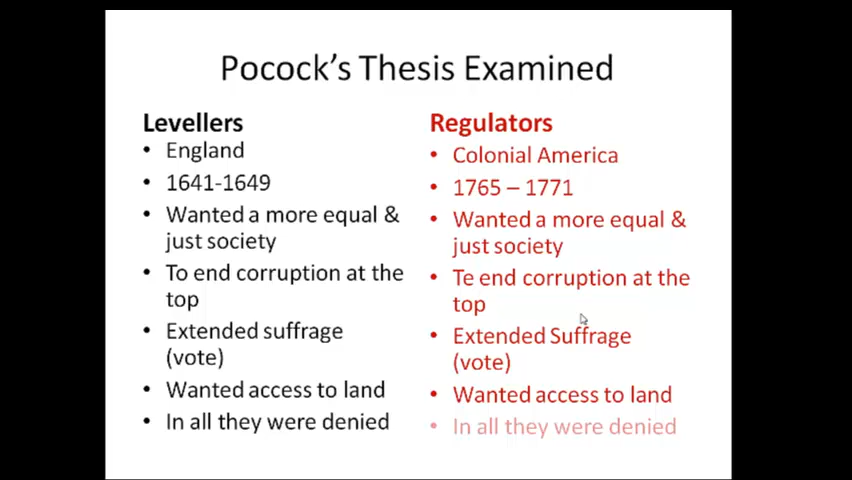 Pocock's Thesis Examined
Levellers
• England
• 1641-1649
• Wanted a more equal &
just society
• To end corruption at the
top
• Extended suffrage
(vote)
• Wanted access to land
• In all they were denied
Regulators
• Colonial America
• 1765 – 1771
• Wanted a more equal &
just society
• Te end corruption at the
top
• Extended Suffrage
(vote)
• Wanted access to land
• In all they were denied